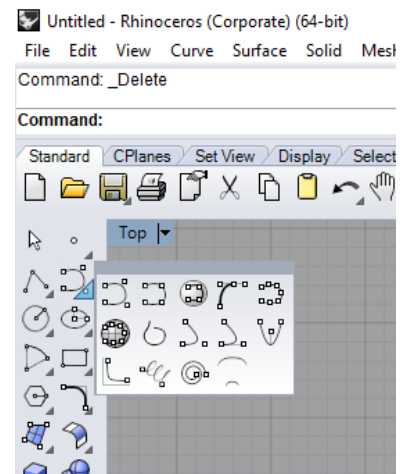 Untitled - Rhinoceros (Corporate) (64-bit)
File Edit View Curve Surface Solid Mesh
Command: _Delete
Command:
Standard CPlanes Set View Display Select
Top